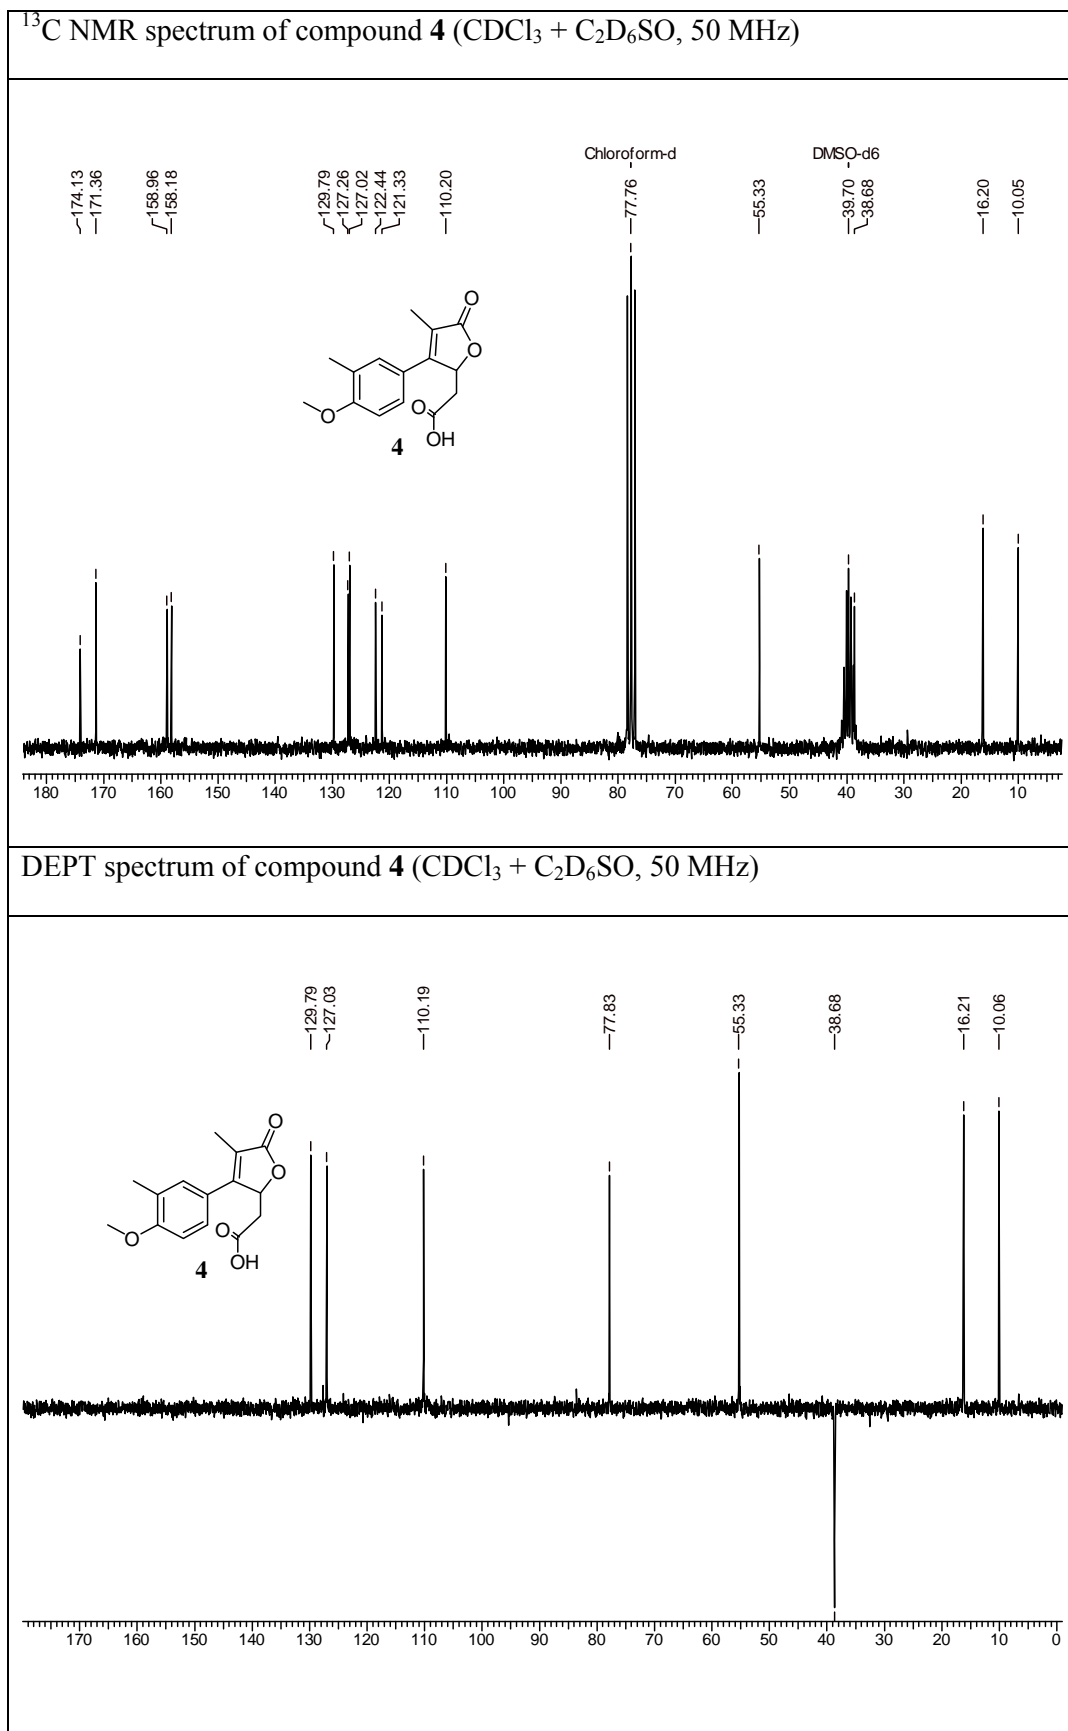 ¹³C NMR spectrum of compound 4 (CDCl₃ + C₂D₆SO, 50 MHz)
Chloroform-d DMSO-d6
174.13 171.36 158.96 158.18 129.79 127.26 127.02 122.44 121.33 110.20 77.76 55.33 39.70 38.68 16.20 10.05
O
O
O
O
OH
4
180 170 160 150 140 130 120 110 100 90 80 70 60 50 40 30 20 10
DEPT spectrum of compound 4 (CDCl₃ + C₂D₆SO, 50 MHz)
129.79 127.03 110.19 77.83 55.33 38.68 16.21 10.06
O
O
O
O
OH
4
170 160 150 140 130 120 110 100 90 80 70 60 50 40 30 20 10 0